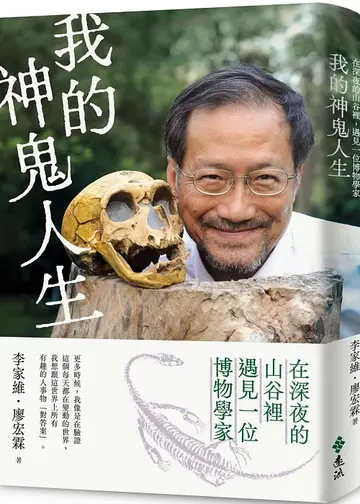 我的
神鬼人生
更多時候，我像是在驗證
這個每天都在變動的世界，
我想跟這世界上所有
有趣的人事物「對答案」。
李家維・廖宏霖 著
在深夜的
山谷裡
遇見一位
博物學家
我的神鬼人生
在深夜的山谷裡，遇見一位博物學家
李家維・廖宏霖 著
遠流